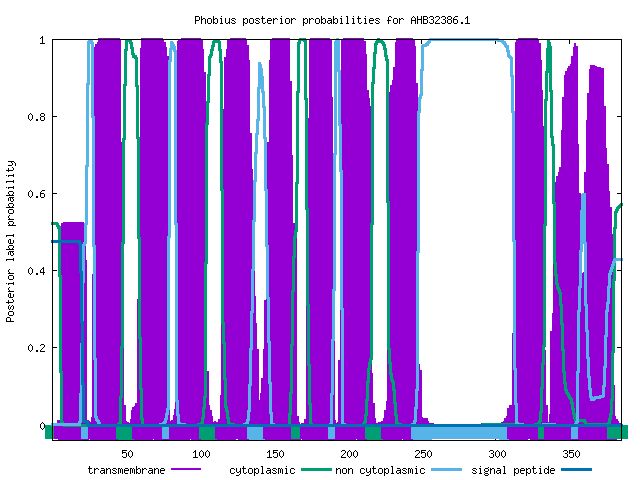 Phobius posterior probabilities for AHB32386.1
1
0.8
0.6
0.4
0.2
0
Posterior label probability
50 100 150 200 250 300 350
transmembrane cytoplasmic non cytoplasmic signal peptide